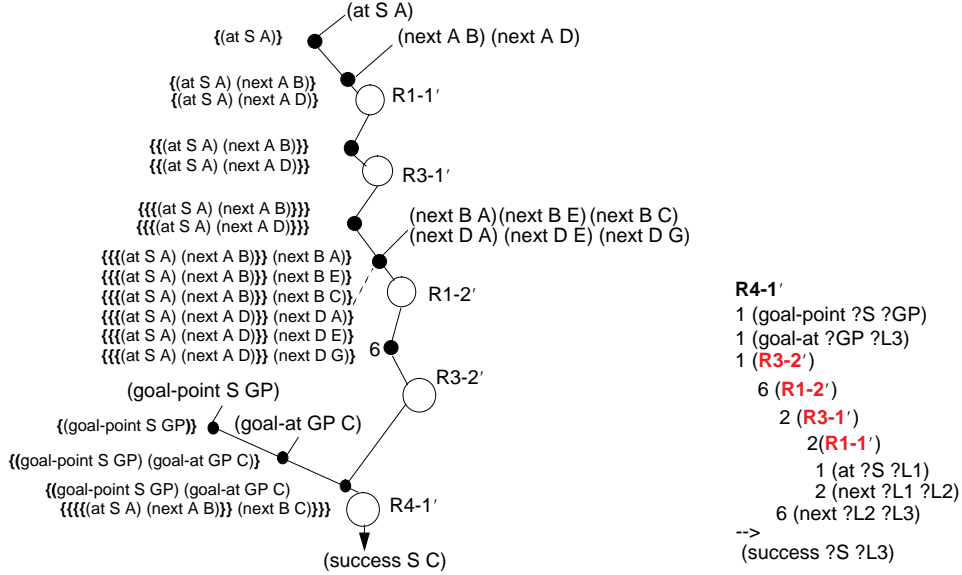 (at S A)
{(at S A)}
(next A B) (next A D)
{(at S A) (next A B)}
{(at S A) (next A D)}
R1-1′
{{(at S A) (next A B)}}
{{(at S A) (next A D)}}
R3-1′
{{{(at S A) (next A B)}}}
{{{(at S A) (next A D)}}}
(next B A)(next B E)(next B C)
(next D A) (next D E) (next D G)
{{{(at S A) (next A B)}} (next B A)}
{{{(at S A) (next A B)}} (next B E)}
{{{(at S A) (next A B)}} (next B C)}
{{{(at S A) (next A D)}} (next D A)}
{{{(at S A) (next A D)}} (next D E)}
{{{(at S A) (next A D)}} (next D G)}
R1-2′
6
R3-2′
(goal-point S GP)
{(goal-point S GP)}
(goal-at GP C)
{(goal-point S GP) (goal-at GP C)}
{(goal-point S GP) (goal-at GP C)
{{{{(at S A) (next A B)}} (next B C)}}}
R4-1′
(success S C)
R4-1′
1 (goal-point ?S ?GP)
1 (goal-at ?GP ?L3)
1 (R3-2′)
6 (R1-2′)
2 (R3-1′)
2(R1-1′)
1 (at ?S ?L1)
2 (next ?L1 ?L2)
6 (next ?L2 ?L3)
-->
(success ?S ?L3)